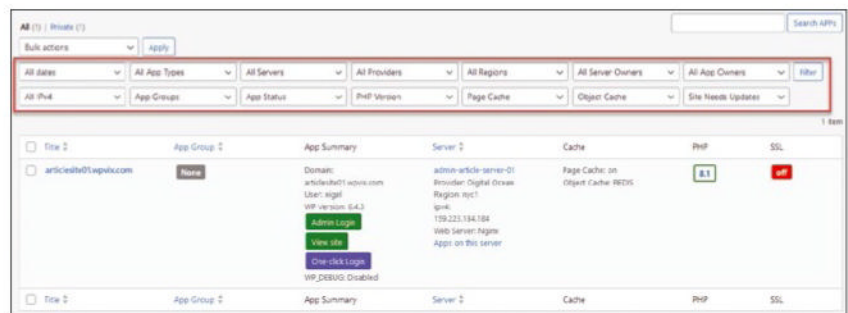 All (1) | Private (1)
Search APPs
Bulk actions Apply
All dates All App Types All Servers All Providers All Regions All Server Owners All App Owners Filter
All IPv4 App Groups App Status PHP Version Page Cache Object Cache Site Needs Updates
1 item
Title App Group App Summary Server Cache PHP SSL
articlesite01.wpvix.com None Domain: admin-article-server-01 Page Cache: on 8.1 off
articlesite01.wpvix.com Provider: Digital Ocean Object Cache: REDIS
User: nigel Region: nyc1
WP Version: 6.4.3 ipv4:
Admin Login 159.223.184.184
Web Server: Nginx
View site Apps on this server
One-click Login
WP_DEBUG: Disabled
Title App Group App Summary Server Cache PHP SSL